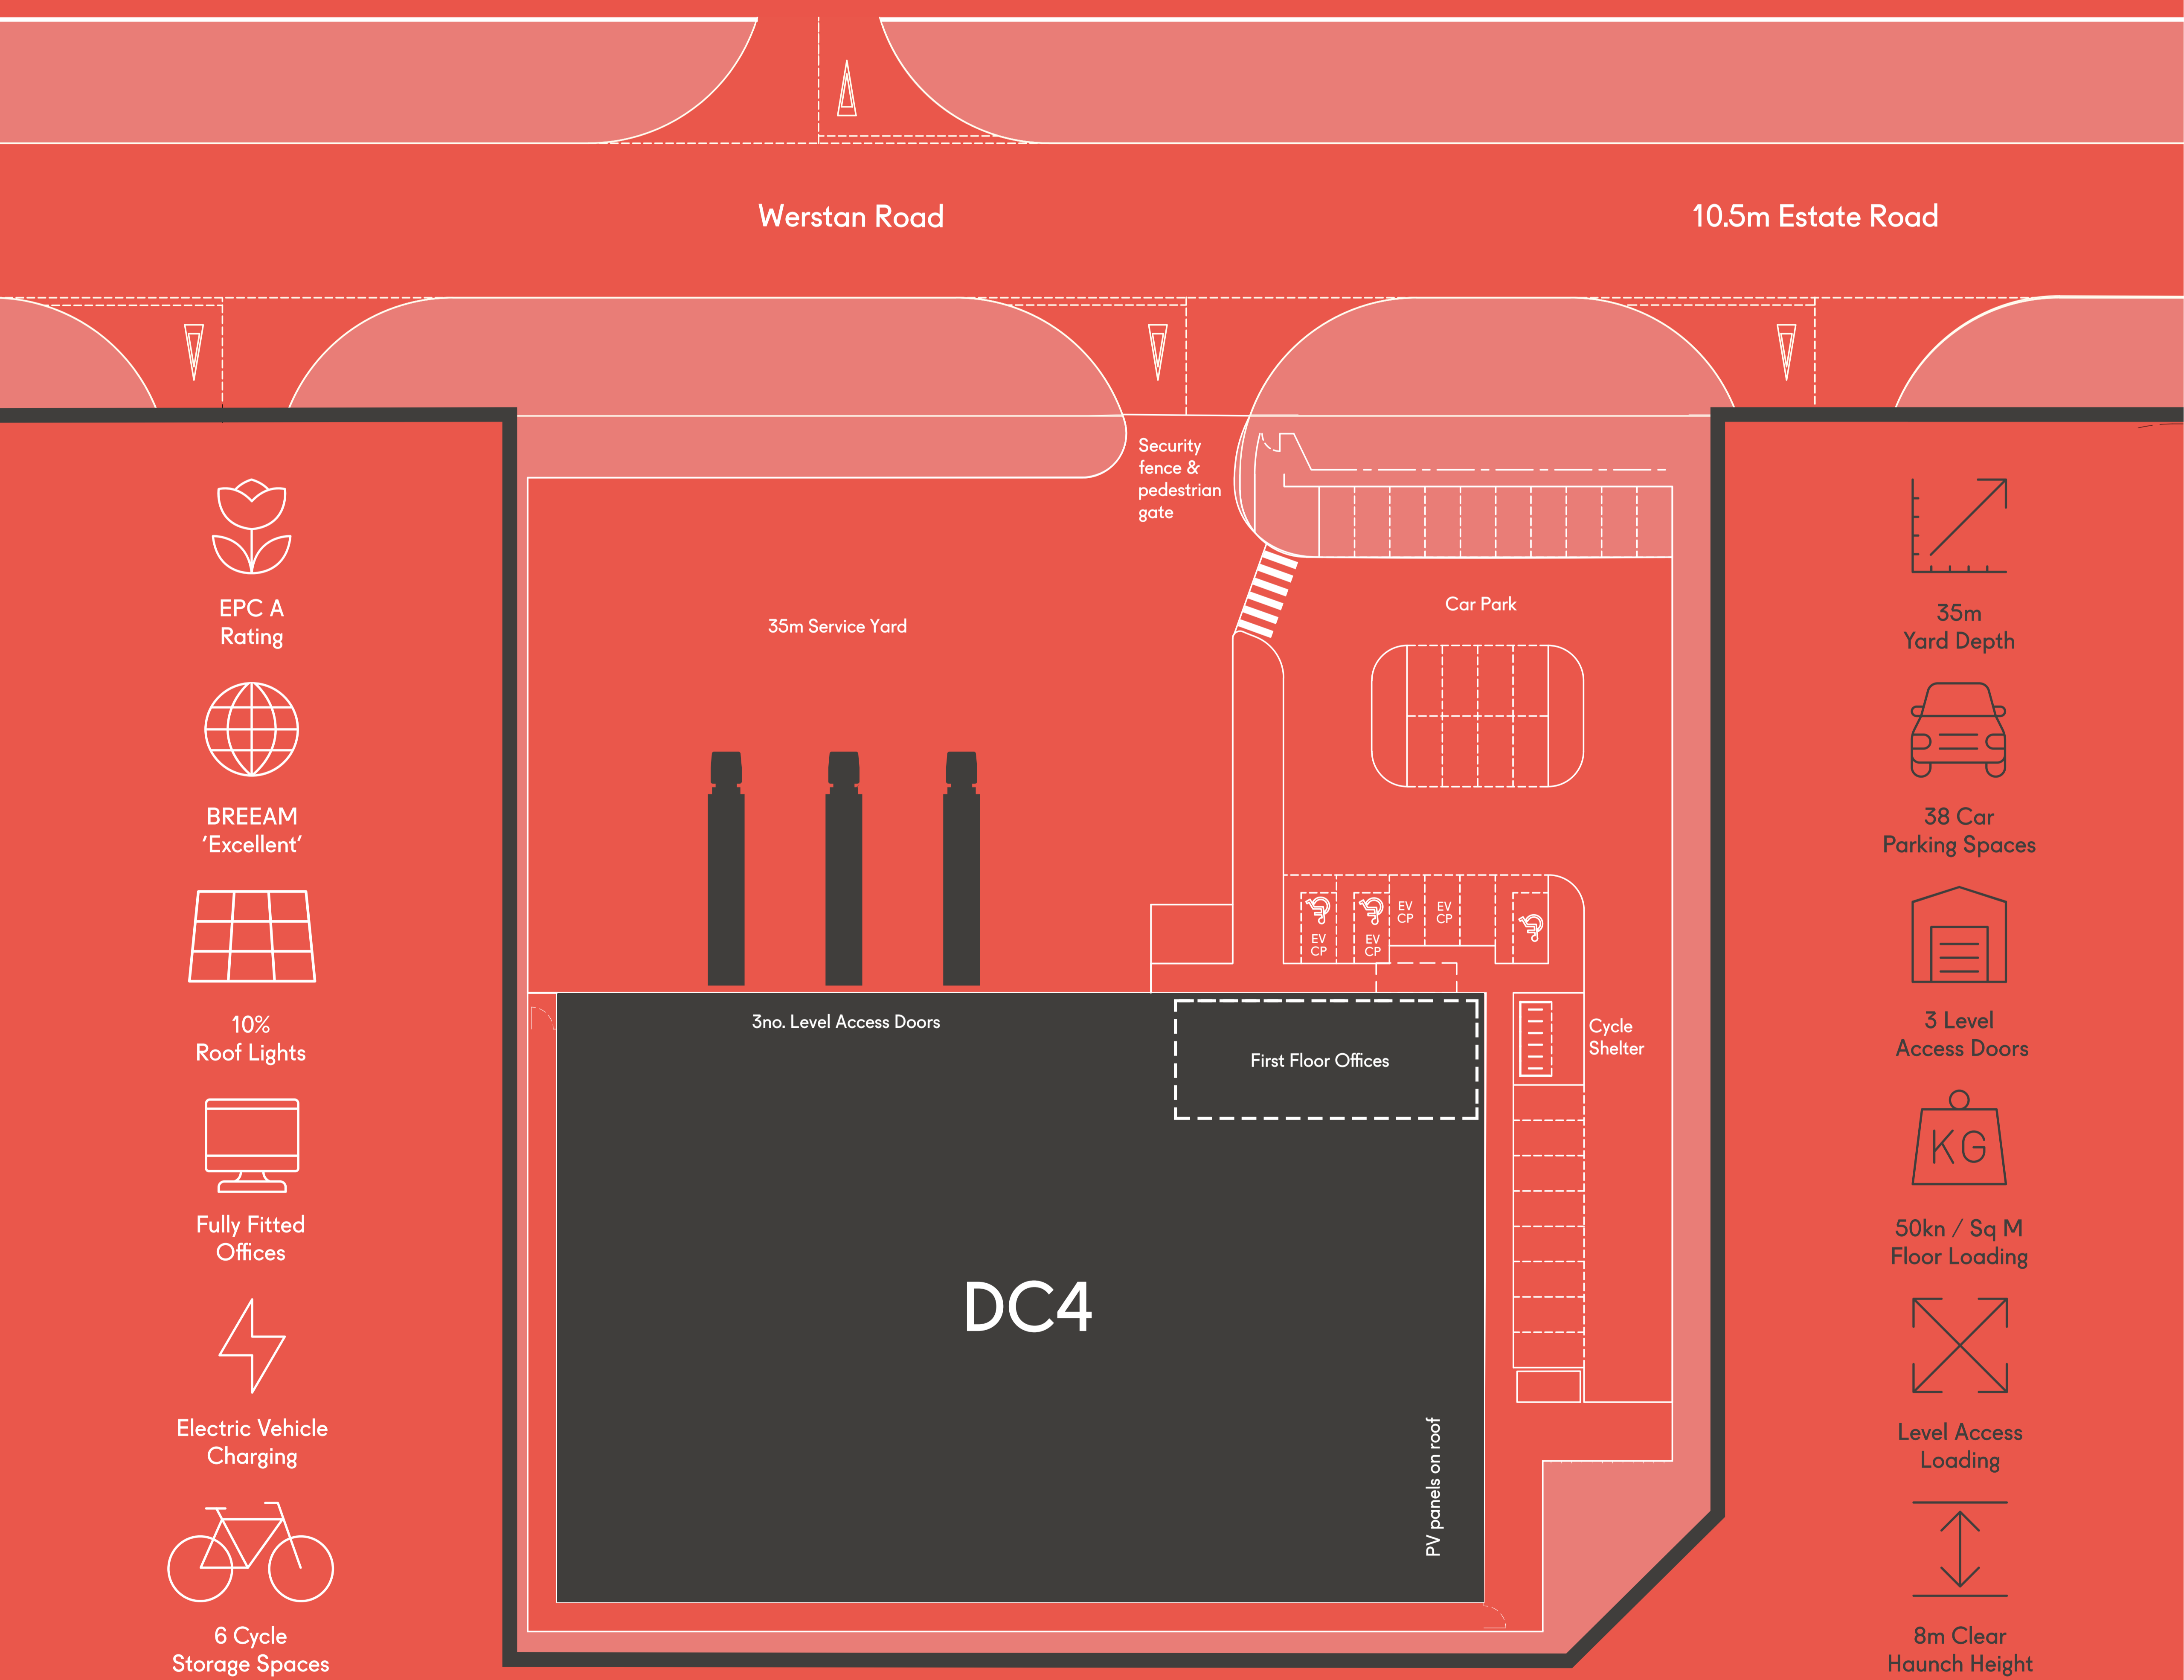 Werstan Road
10.5m Estate Road
Security
fence &
pedestrian
gate
35m Service Yard
Car Park
EV
CP
EV
CP
EV
CP
EV
CP
3no. Level Access Doors
First Floor Offices
Cycle
Shelter
DC4
PV panels on roof
EPC A
Rating
BREEAM
‘Excellent’
10%
Roof Lights
Fully Fitted
Offices
Electric Vehicle
Charging
6 Cycle
Storage Spaces
35m
Yard Depth
38 Car
Parking Spaces
3 Level
Access Doors
KG
50kn / Sq M
Floor Loading
Level Access
Loading
8m Clear
Haunch Height